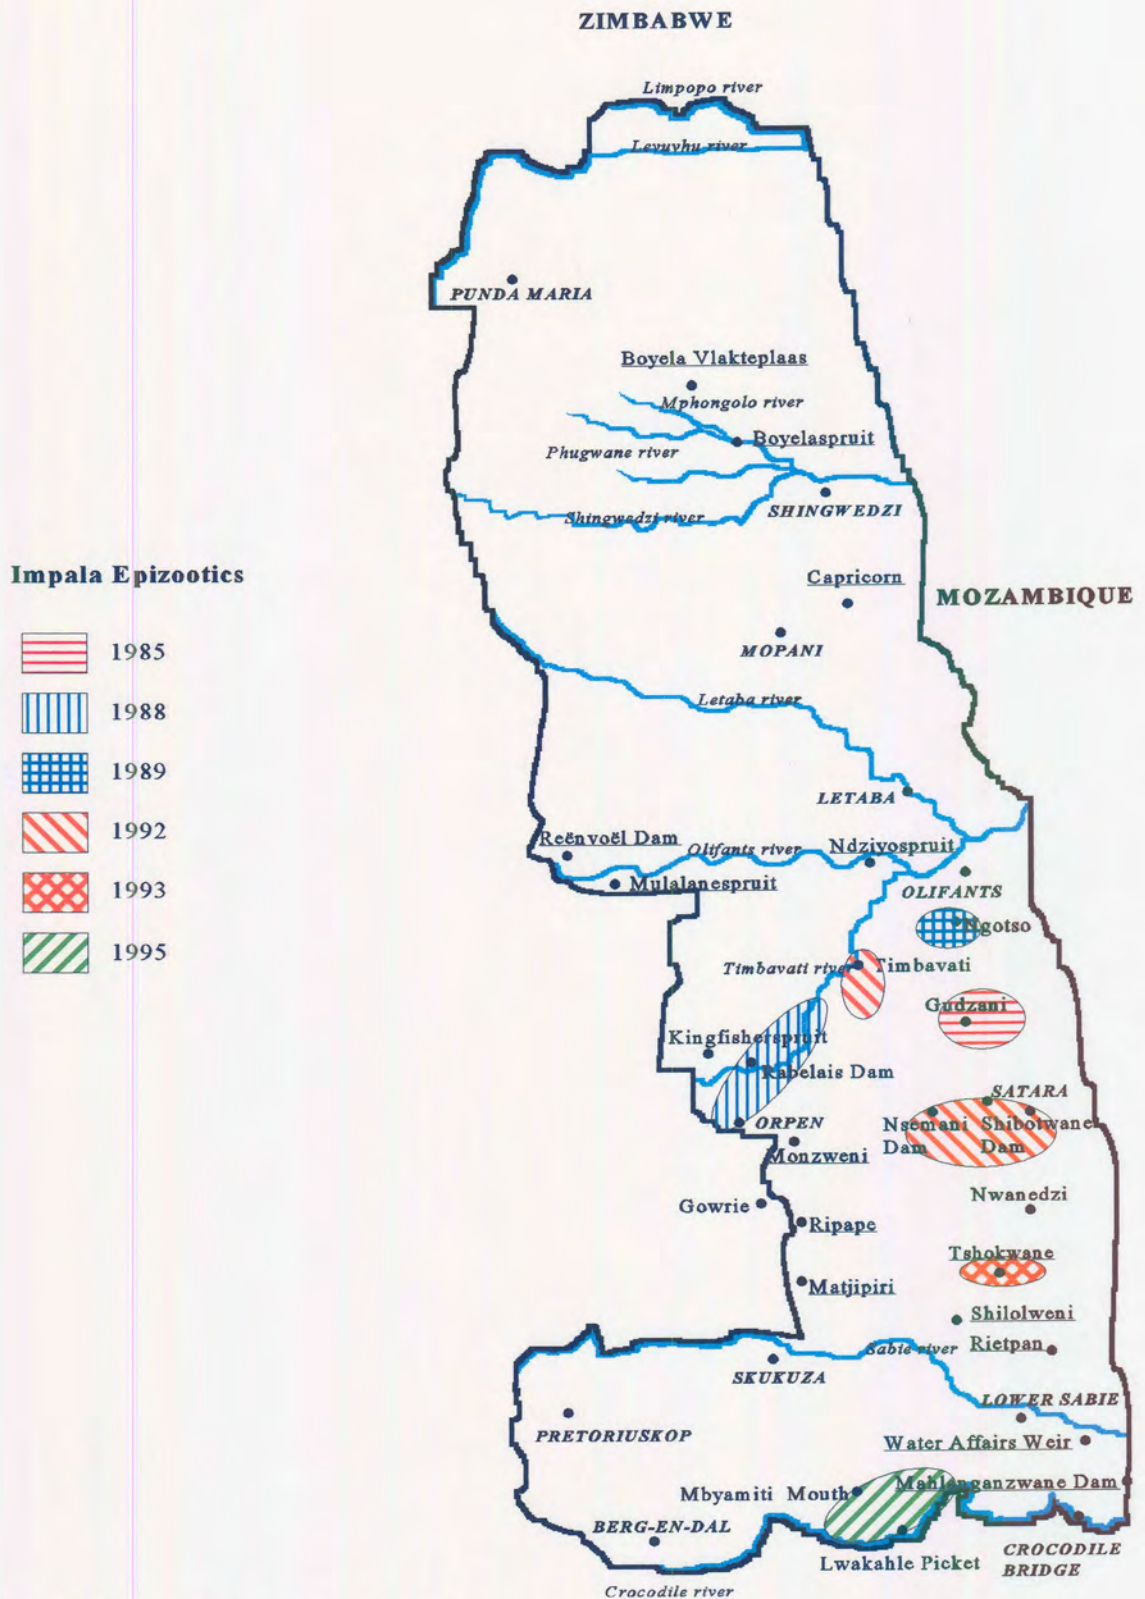 ZIMBABWE
Limpopo river
Levuvhu river
PUNDA MARIA
Boyela Vlakteplaas
Mphongolo river
Boyelaspruit
Phugwane river
SHINGWEDZI
Shingwedzi river
Impala Epizootics
1985
1988
1989
1992
1993
1995
Capricorn
MOZAMBIQUE
MOPANI
Letaba river
LETABA
Reënvoël Dam
Olifants river
Ndziyospruit
Mulalanespruit
OLIFANTS
Ngotso
Timbavati river
Timbavati
Gudzani
Kingfisherspruit
Rabelais Dam
SATARA
ORPEN
Nsemani
Dam
Shibotwane
Dam
Monzweni
Nwanedzi
Gowrie
Ripape
Tshokwane
Matjipiri
Shilolweni
Sabie river
Rietpan
SKUKUZA
LOWER SABIE
PRETORIUSKOP
Water Affairs Weir
Mahlanganzwane Dam
Mbyamiti Mouth
BERG-EN-DAL
Lwakahle Picket
CROCODILE
BRIDGE
Crocodile river